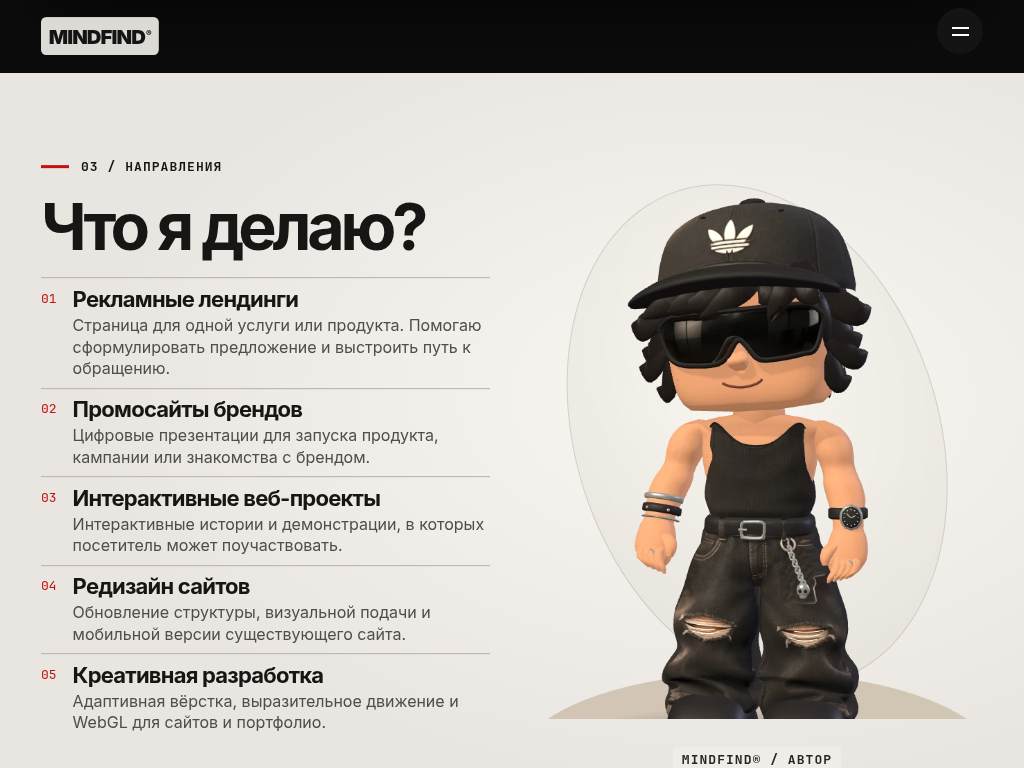 MINDFIND®
03 / НАПРАВЛЕНИЯ
Что я делаю?
01 Рекламные лендинги
Страница для одной услуги или продукта. Помогаю
сформулировать предложение и выстроить путь к
обращению.
02 Промосайты брендов
Цифровые презентации для запуска продукта,
кампании или знакомства с брендом.
03 Интерактивные веб-проекты
Интерактивные истории и демонстрации, в которых
посетитель может поучаствовать.
04 Редизайн сайтов
Обновление структуры, визуальной подачи и
мобильной версии существующего сайта.
05 Креативная разработка
Адаптивная вёрстка, выразительное движение и
WebGL для сайтов и портфолио.
MINDFIND® / АВТОР